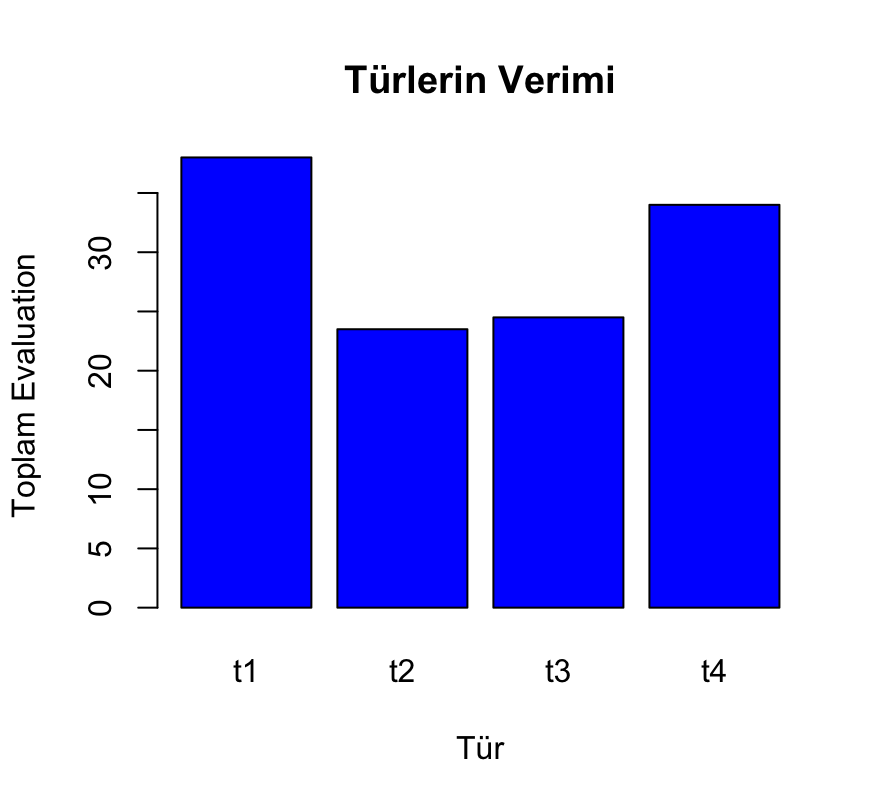 Türlerin Verimi
Toplam Evaluation
30
20
10
5
0
t1 t2 t3 t4
Tür